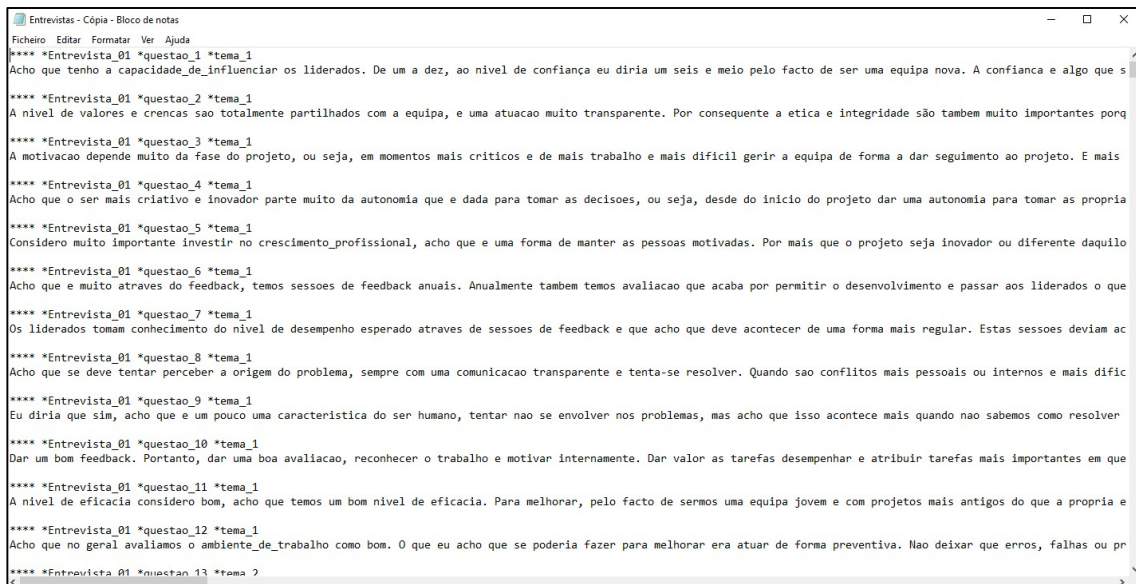 Entrevistas - Cópia - Bloco de notas
Ficheiro Editar Formatar Ver Ajuda
**** *Entrevista_01 *questao_1 *tema_1
Acho que tenho a capacidade_de_influenciar os liderados. De um a dez, ao nivel de confiança eu diria um seis e meio pelo facto de ser uma equipa nova. A confianca e algo que s
**** *Entrevista_01 *questao_2 *tema_1
A nivel de valores e crencas sao totalmente partilhados com a equipa, e uma atuacao muito transparente. Por consequente a etica e integridade são tambem muito importantes porq
**** *Entrevista_01 *questao_3 *tema_1
A motivacao depende muito da fase do projeto, ou seja, em momentos mais criticos e de mais trabalho e mais dificil gerir a equipa de forma a dar seguimento ao projeto. E mais
**** *Entrevista_01 *questao_4 *tema_1
Acho que o ser mais criativo e inovador parte muito da autonomia que e dada para tomar as decisoes, ou seja, desde do inicio do projeto dar uma autonomia para tomar as propria
**** *Entrevista_01 *questao_5 *tema_1
Considero muito importante investir no crescimento_profissional, acho que e uma forma de manter as pessoas motivadas. Por mais que o projeto seja inovador ou diferente daquilo
**** *Entrevista_01 *questao_6 *tema_1
Acho que e muito atraves do feedback, temos sessoes de feedback anuais. Anualmente tambem temos avaliacao que acaba por permitir o desenvolvimento e passar aos liderados o que
**** *Entrevista_01 *questao_7 *tema_1
Os liderados tomam conhecimento do nivel de desempenho esperado atraves de sessoes de feedback e que acho que deve acontecer de uma forma mais regular. Estas sessoes deviam ac
**** *Entrevista_01 *questao_8 *tema_1
Acho que se deve tentar perceber a origem do problema, sempre com uma comunicacao transparente e tenta-se resolver. Quando sao conflitos mais pessoais ou internos e mais dific
**** *Entrevista_01 *questao_9 *tema_1
Eu diria que sim, acho que e um pouco uma caracteristica do ser humano, tentar nao se envolver nos problemas, mas acho que isso acontece mais quando nao sabemos como resolver
**** *Entrevista_01 *questao_10 *tema_1
Dar um bom feedback. Portanto, dar uma boa avaliacao, reconhecer o trabalho e motivar internamente. Dar valor as tarefas desempenhar e atribuir tarefas mais importantes em que
**** *Entrevista_01 *questao_11 *tema_1
A nivel de eficacia considero bom, acho que temos um bom nivel de eficacia. Para melhorar, pelo facto de sermos uma equipa jovem e com projetos mais antigos do que a propria e
**** *Entrevista_01 *questao_12 *tema_1
Acho que no geral avaliamos o ambiente_de_trabalho como bom. O que eu acho que se poderia fazer para melhorar era atuar de forma preventiva. Nao deixar que erros, falhas ou pr
**** *Entrevista_01 *questao_13 *tema_2